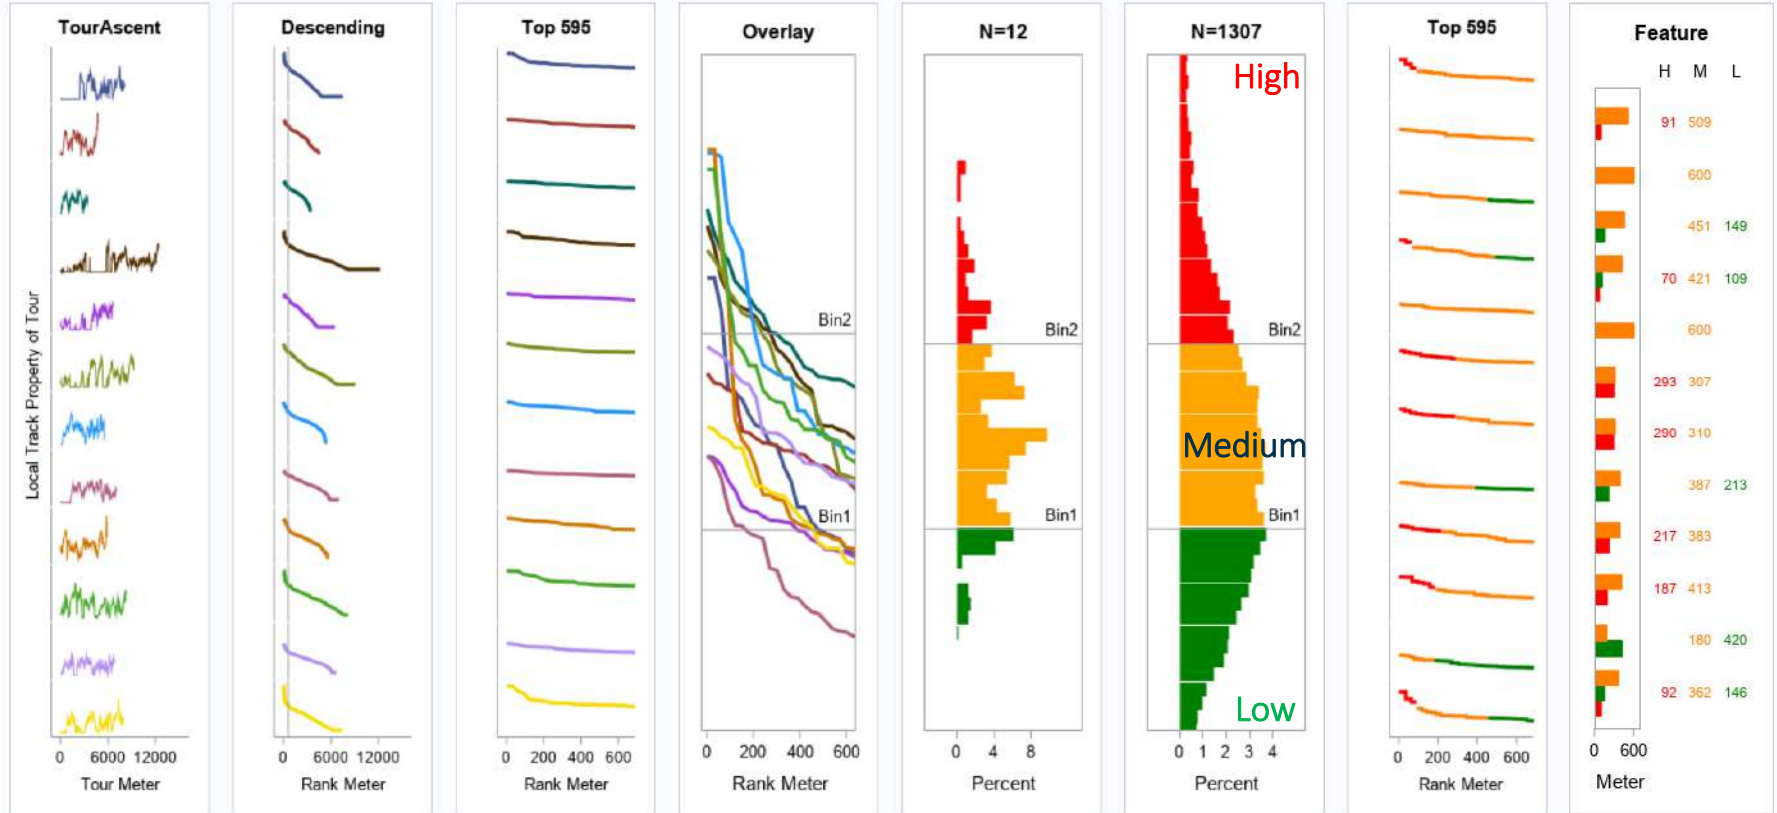 TourAscent
Descending
Top 595
Overlay
N=12
N=1307
Top 595
Feature
H M L
High
Medium
Low
Bin2
Bin1
Bin2
Bin1
Bin2
Bin1
91 509
600
451 149
70 421 109
600
293 307
290 310
387 213
217 383
187 413
180 420
92 362 146
Local Track Property of Tour
0 6000 12000
Tour Meter
0 6000 12000
Rank Meter
0 200 400 600
Rank Meter
0 200 400 600
Rank Meter
0 4 8
Percent
0 1 2 3 4
Percent
0 200 400 600
Rank Meter
0 600
Meter